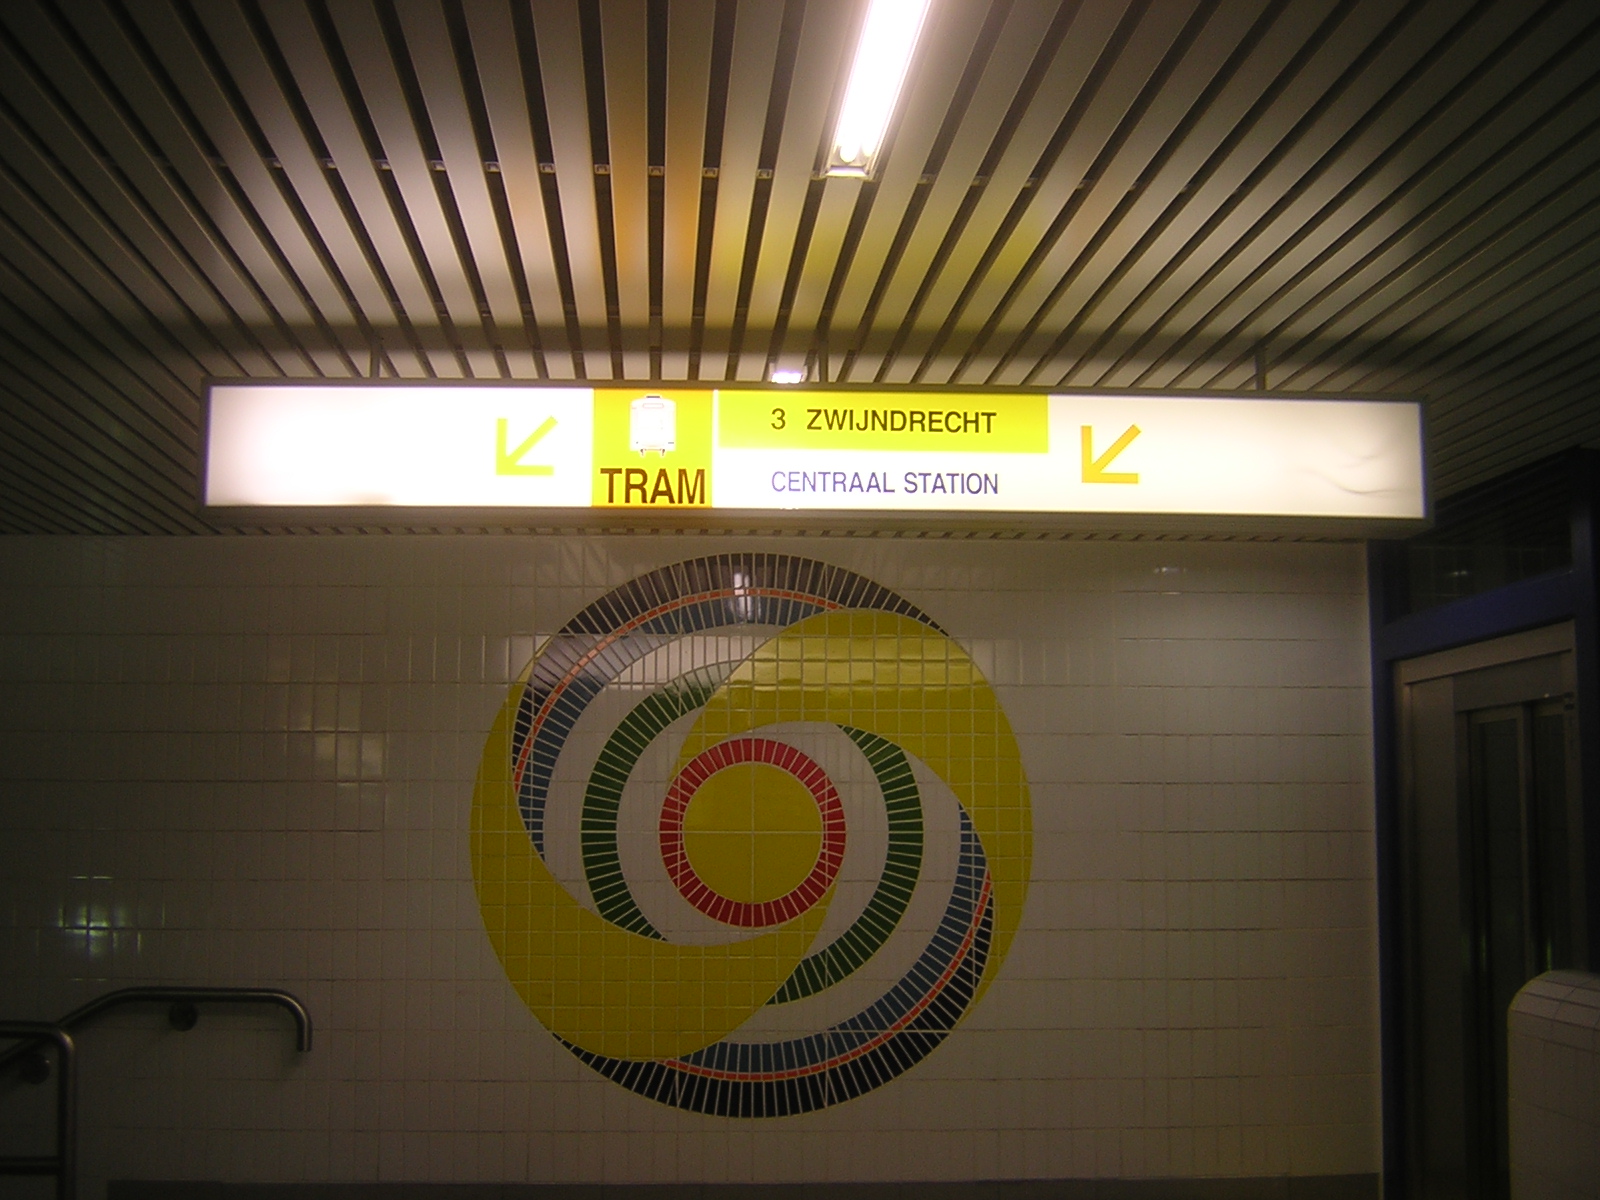 TRAM
3 ZWIJNDRECHT
CENTRAAL STATION